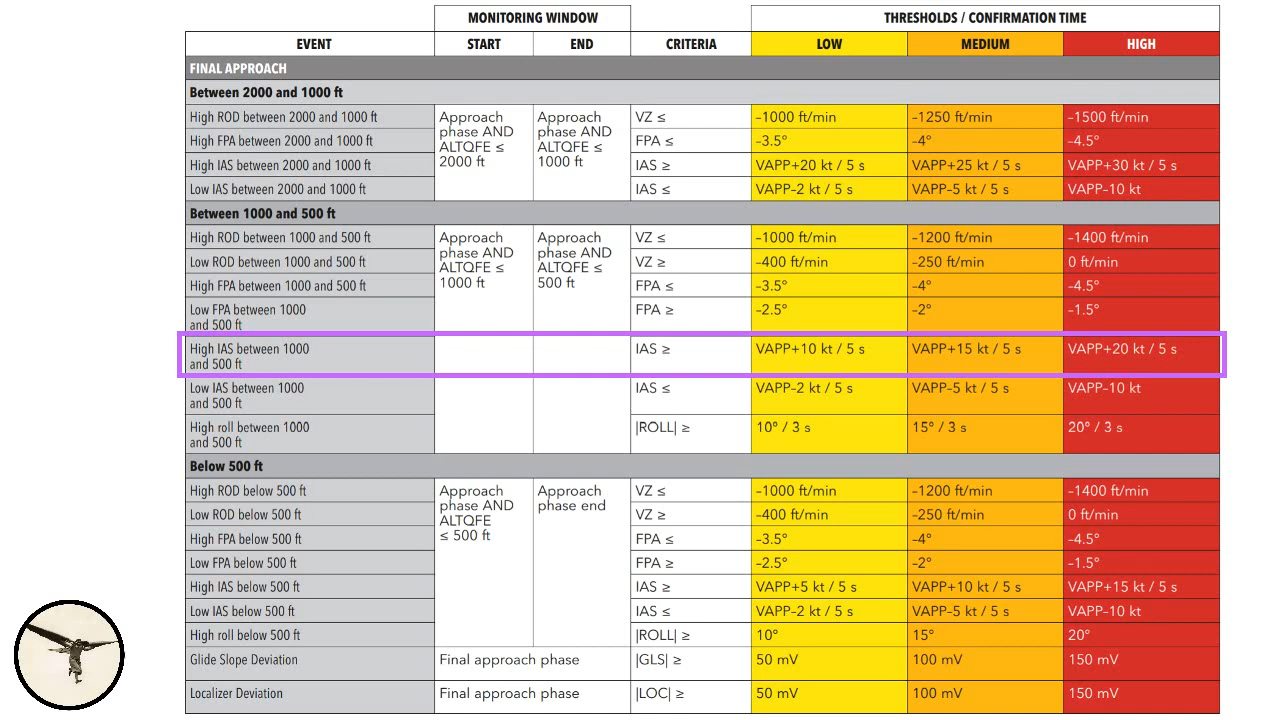 MONITORING WINDOW THRESHOLDS / CONFIRMATION TIME
EVENT START END CRITERIA LOW MEDIUM HIGH
FINAL APPROACH
Between 2000 and 1000 ft
High ROD between 2000 and 1000 ft Approach Approach VZ ≤ –1000 ft/min –1250 ft/min –1500 ft/min
phase AND phase AND
High FPA between 2000 and 1000 ft ALTQFE ≤ ALTQFE ≤ FPA ≤ –3.5° –4° –4.5°
High IAS between 2000 and 1000 ft 2000 ft 1000 ft IAS ≥ VAPP+20 kt / 5 s VAPP+25 kt / 5 s VAPP+30 kt / 5 s
Low IAS between 2000 and 1000 ft IAS ≤ VAPP–2 kt / 5 s VAPP–5 kt / 5 s VAPP–10 kt
Between 1000 and 500 ft
High ROD between 1000 and 500 ft Approach Approach VZ ≤ –1000 ft/min –1200 ft/min –1400 ft/min
phase AND phase AND
Low ROD between 1000 and 500 ft ALTQFE ≤ ALTQFE ≤ VZ ≥ –400 ft/min –250 ft/min 0 ft/min
High FPA between 1000 and 500 ft 1000 ft 500 ft FPA ≤ –3.5° –4° –4.5°
Low FPA between 1000 FPA ≥ –2.5° –2° –1.5°
and 500 ft
High IAS between 1000 IAS ≥ VAPP+10 kt / 5 s VAPP+15 kt / 5 s VAPP+20 kt / 5 s
and 500 ft
Low IAS between 1000 IAS ≤ VAPP–2 kt / 5 s VAPP–5 kt / 5 s VAPP–10 kt
and 500 ft
High roll between 1000 |ROLL| ≥ 10° / 3 s 15° / 3 s 20° / 3 s
and 500 ft
Below 500 ft
High ROD below 500 ft Approach Approach VZ ≤ –1000 ft/min –1200 ft/min –1400 ft/min
phase AND phase end
Low ROD below 500 ft ALTQFE VZ ≥ –400 ft/min –250 ft/min 0 ft/min
High FPA below 500 ft ≤ 500 ft FPA ≤ –3.5° –4° –4.5°
Low FPA below 500 ft FPA ≥ –2.5° –2° –1.5°
High IAS below 500 ft IAS ≥ VAPP+5 kt / 5 s VAPP+10 kt / 5 s VAPP+15 kt / 5 s
Low IAS below 500 ft IAS ≤ VAPP–2 kt / 5 s VAPP–5 kt / 5 s VAPP–10 kt
High roll below 500 ft |ROLL| ≥ 10° 15° 20°
Glide Slope Deviation Final approach phase |GLS| ≥ 50 mV 100 mV 150 mV
Localizer Deviation Final approach phase |LOC| ≥ 50 mV 100 mV 150 mV